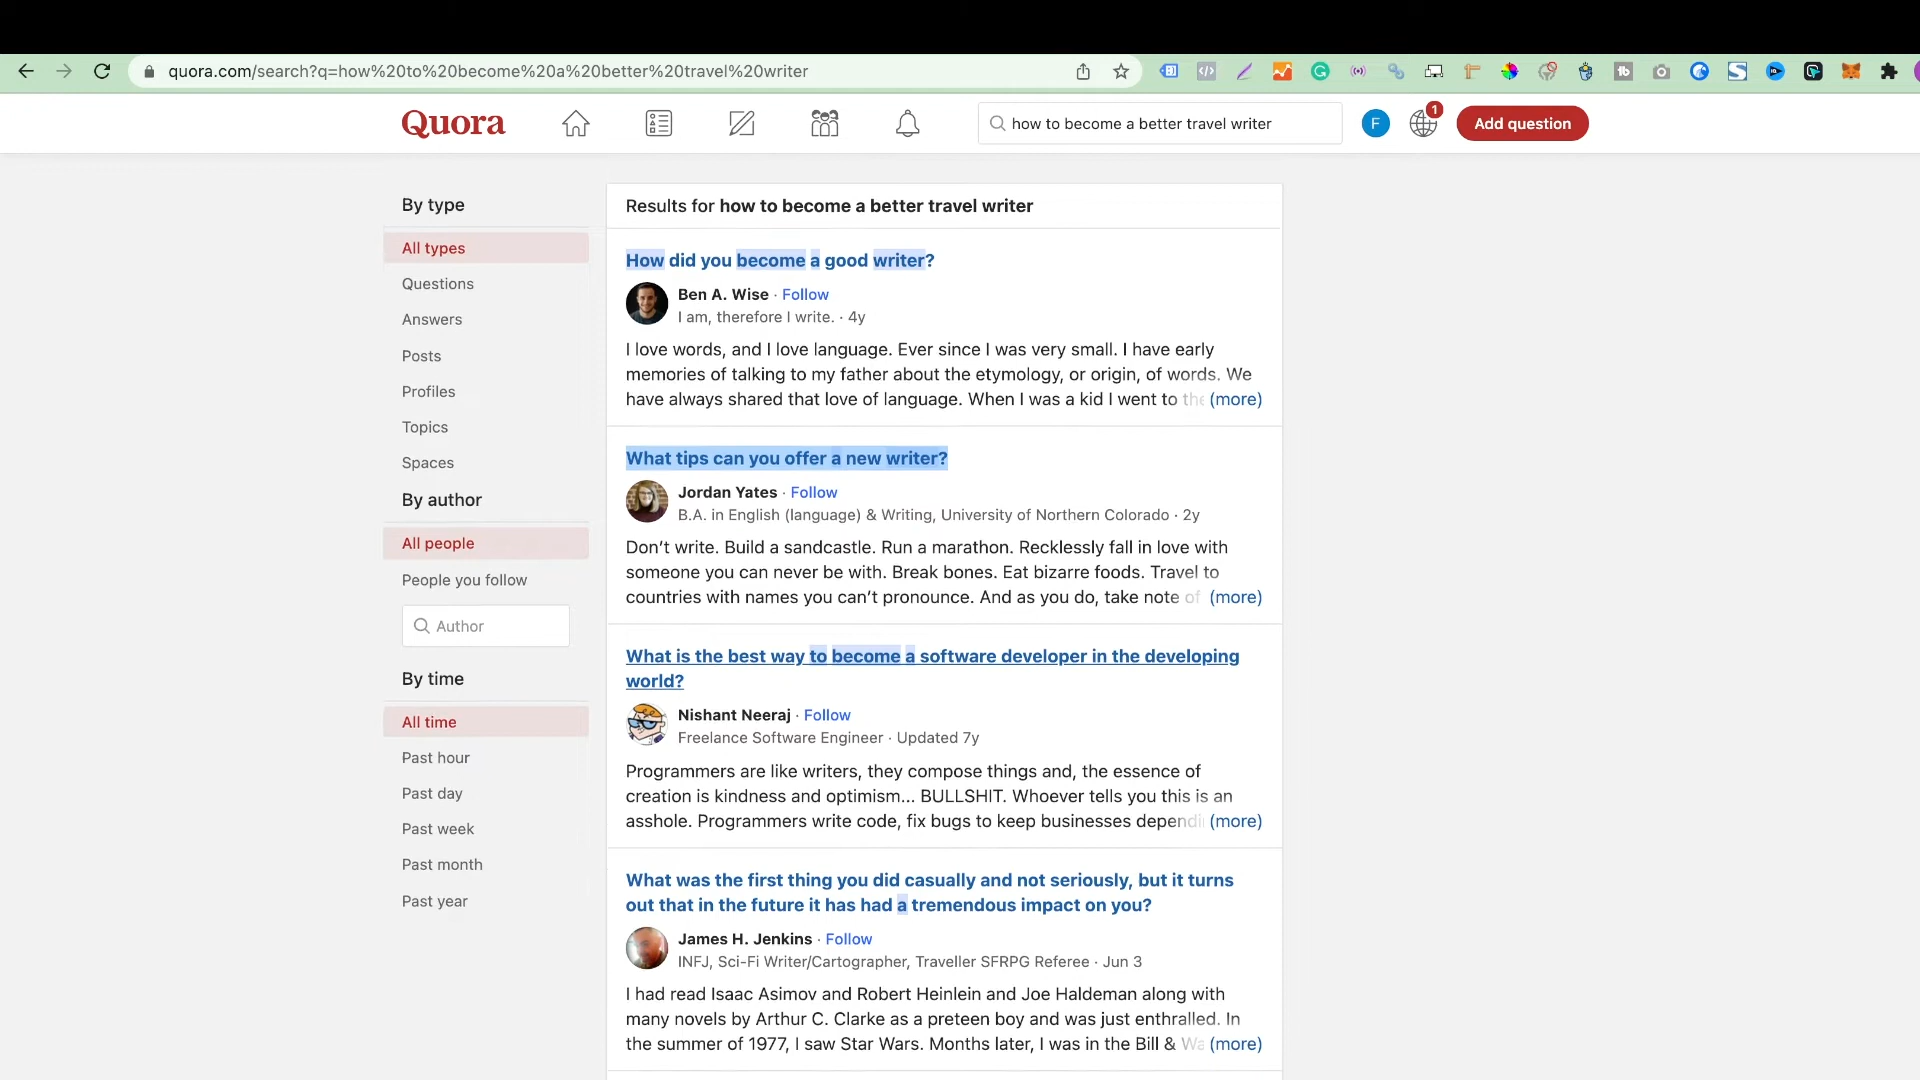 quora.com/search?q=how%20to%20become%20a%20better%20travel%20writer
Quora
how to become a better travel writer
F
1
Add question
By type
All types
Questions
Answers
Posts
Profiles
Topics
Spaces
By author
All people
People you follow
Author
By time
All time
Past hour
Past day
Past week
Past month
Past year
Results for how to become a better travel writer
How did you become a good writer?
Ben A. Wise · Follow
I am, therefore I write. · 4y
I love words, and I love language. Ever since I was very small. I have early
memories of talking to my father about the etymology, or origin, of words. We
have always shared that love of language. When I was a kid I went to the (more)
What tips can you offer a new writer?
Jordan Yates · Follow
B.A. in English (language) & Writing, University of Northern Colorado · 2y
Don’t write. Build a sandcastle. Run a marathon. Recklessly fall in love with
someone you can never be with. Break bones. Eat bizarre foods. Travel to
countries with names you can’t pronounce. And as you do, take note of (more)
What is the best way to become a software developer in the developing
world?
Nishant Neeraj · Follow
Freelance Software Engineer · Updated 7y
Programmers are like writers, they compose things and, the essence of
creation is kindness and optimism... BULLSHIT. Whoever tells you this is an
asshole. Programmers write code, fix bugs to keep businesses dependi (more)
What was the first thing you did casually and not seriously, but it turns
out that in the future it has had a tremendous impact on you?
James H. Jenkins · Follow
INFJ, Sci-Fi Writer/Cartographer, Traveller SFRPG Referee · Jun 3
I had read Isaac Asimov and Robert Heinlein and Joe Haldeman along with
many novels by Arthur C. Clarke as a preteen boy and was just enthralled. In
the summer of 1977, I saw Star Wars. Months later, I was in the Bill & Wa (more)